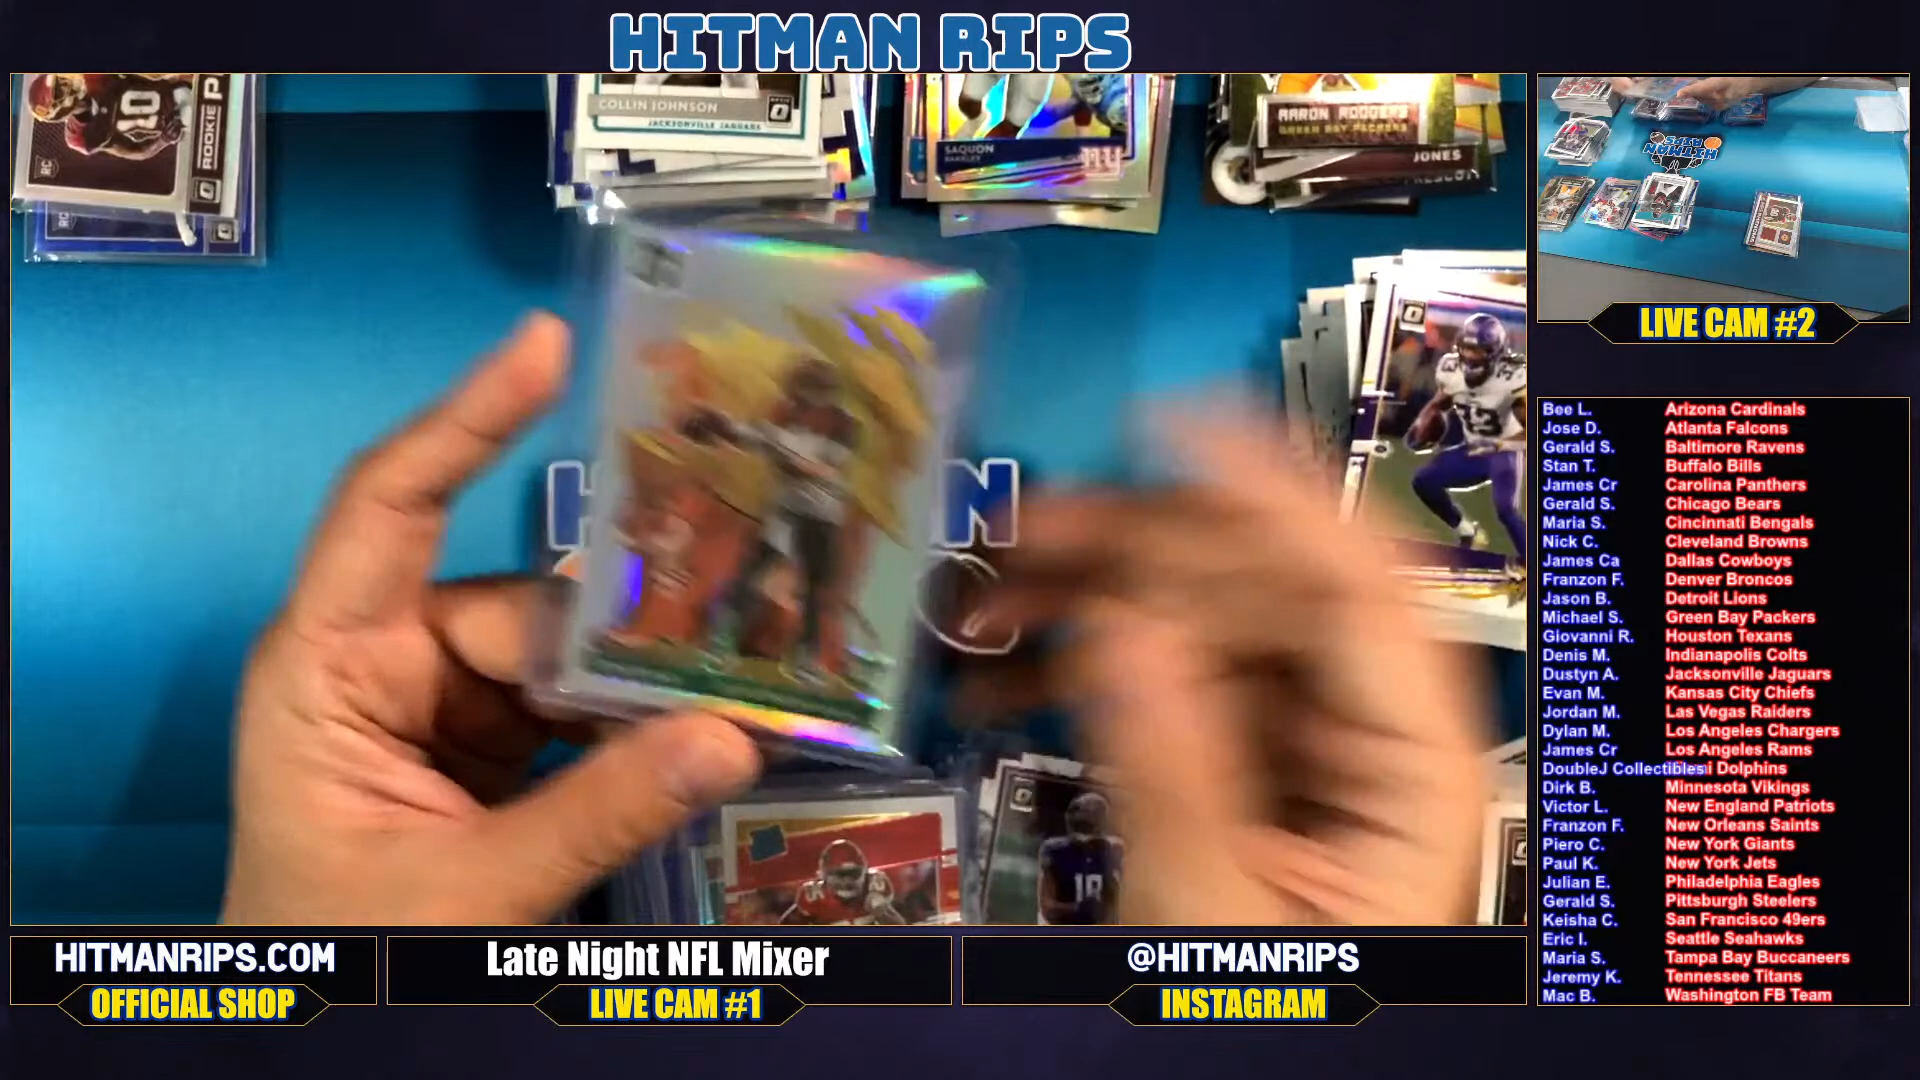 HITMAN RIPS
10
RC
ROOKIE P
COLLIN JOHNSON
JACKSONVILLE JAGUARS
SAQUON
BARKLEY
AARON RODGERS
GREEN BAY PACKERS
JONES
33
H
N
18
HITMAN
RIPS
LIVE CAM #2
Bee L. Arizona Cardinals
Jose D. Atlanta Falcons
Gerald S. Baltimore Ravens
Stan T. Buffalo Bills
James Cr Carolina Panthers
Gerald S. Chicago Bears
Maria S. Cincinnati Bengals
Nick C. Cleveland Browns
James Ca Dallas Cowboys
Franzon F. Denver Broncos
Jason B. Detroit Lions
Michael S. Green Bay Packers
Giovanni R. Houston Texans
Denis M. Indianapolis Colts
Dustyn A. Jacksonville Jaguars
Evan M. Kansas City Chiefs
Jordan M. Las Vegas Raiders
Dylan M. Los Angeles Chargers
James Cr Los Angeles Rams
DoubleJ Collectibles Dolphins
Dirk B. Minnesota Vikings
Victor L. New England Patriots
Franzon F. New Orleans Saints
Piero C. New York Giants
Paul K. New York Jets
Julian E. Philadelphia Eagles
Gerald S. Pittsburgh Steelers
Keisha C. San Francisco 49ers
Eric I. Seattle Seahawks
Maria S. Tampa Bay Buccaneers
Jeremy K. Tennessee Titans
Mac B. Washington FB Team
HITMANRIPS.COM
OFFICIAL SHOP
Late Night NFL Mixer
LIVE CAM #1
@HITMANRIPS
INSTAGRAM